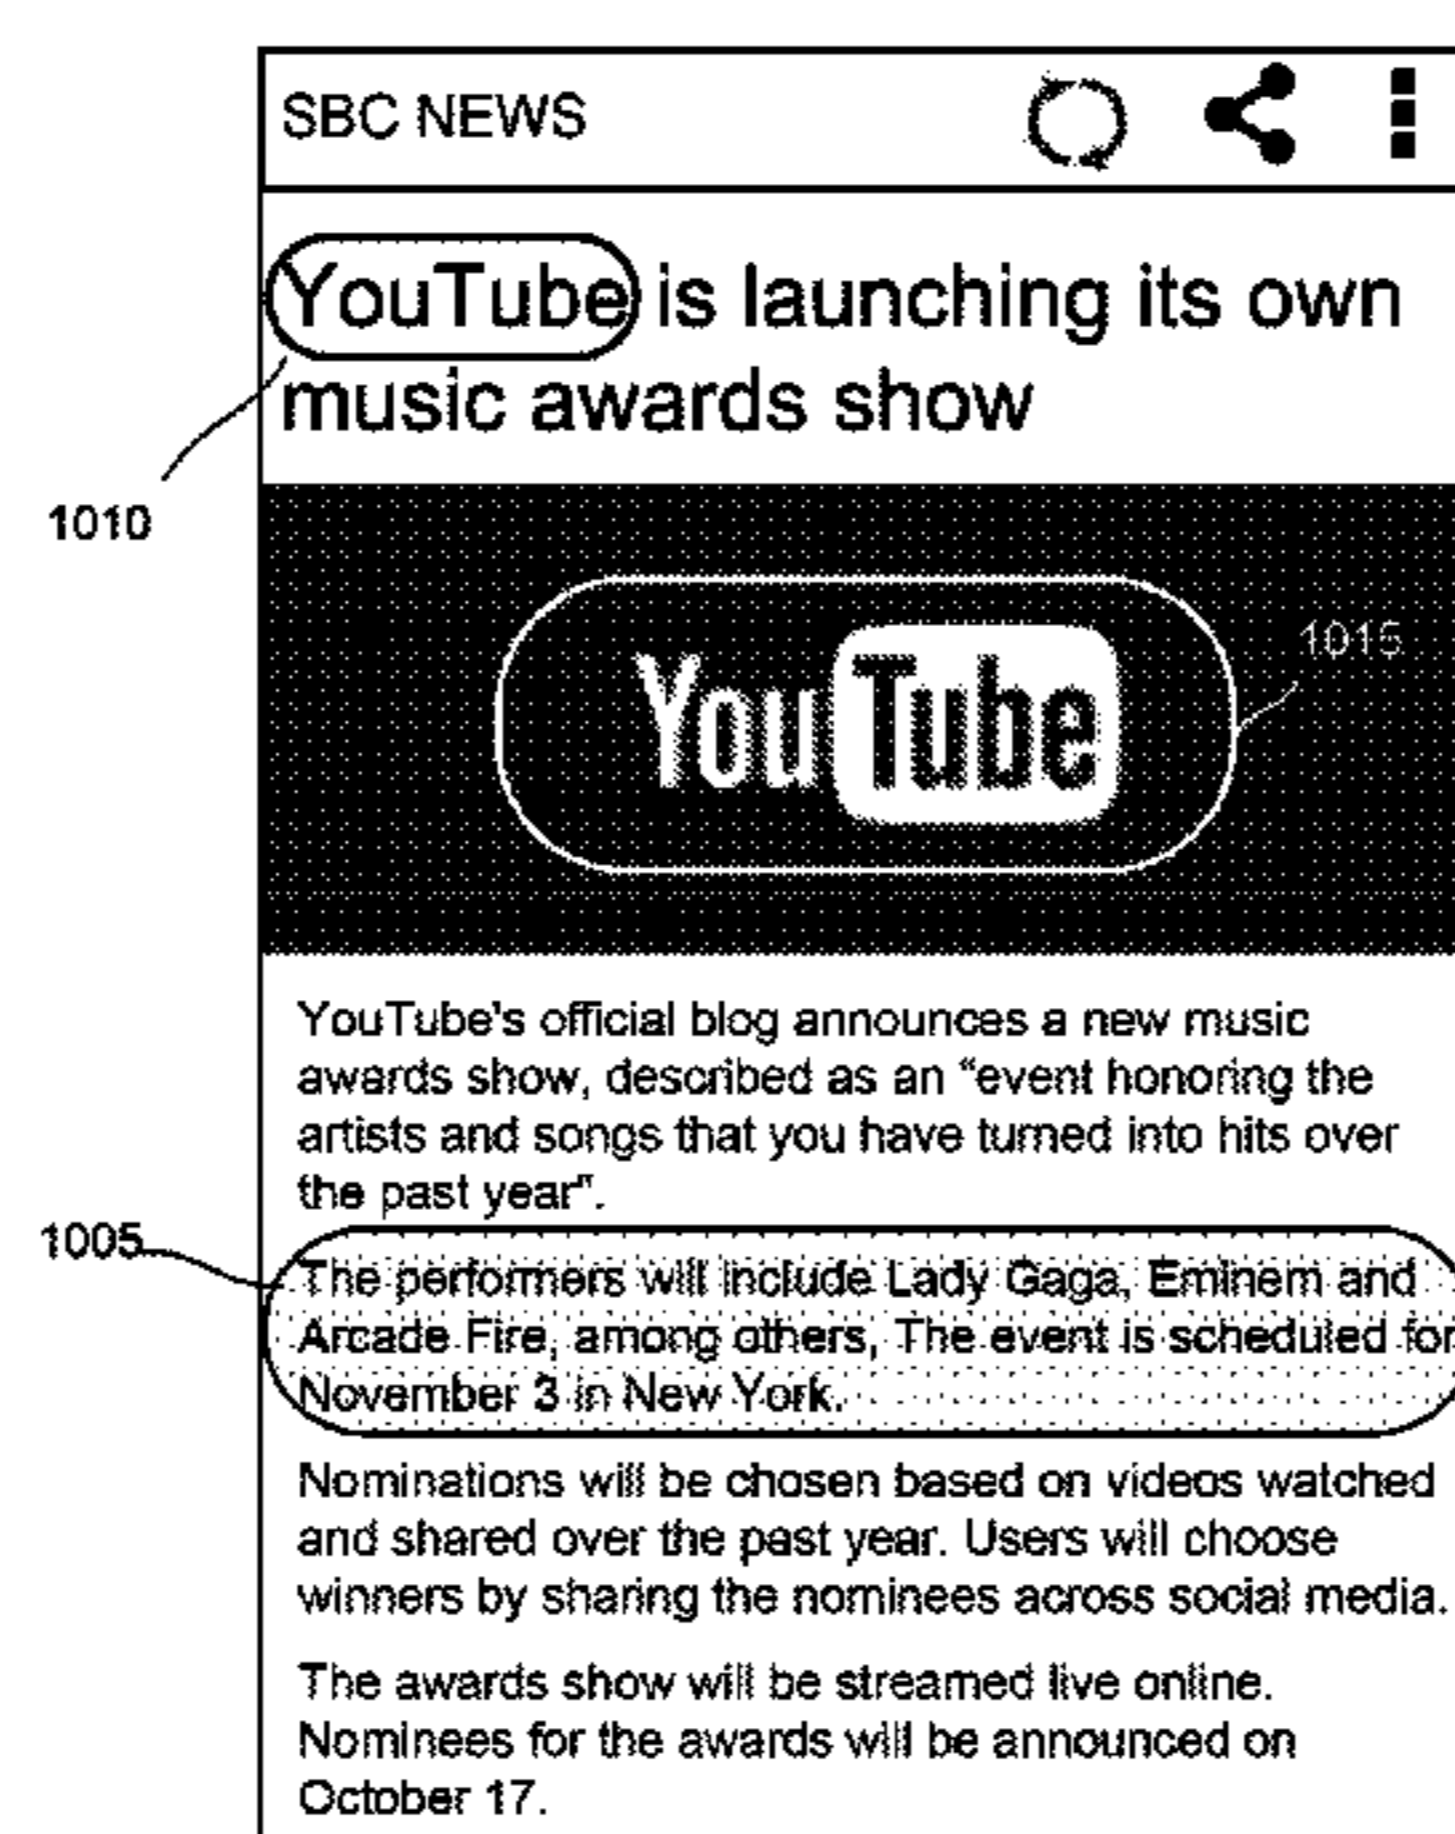 SBC NEWS
YouTube is launching its own
music awards show
1010
1015
YouTube
YouTube's official blog announces a new music
awards show, described as an “event honoring the
artists and songs that you have turned into hits over
the past year".
1005
The performers will include Lady Gaga, Eminem and
Arcade Fire, among others, The event is scheduled for
November 3 in New York.
Nominations will be chosen based on videos watched
and shared over the past year. Users will choose
winners by sharing the nominees across social media.
The awards show will be streamed live online.
Nominees for the awards will be announced on
October 17.